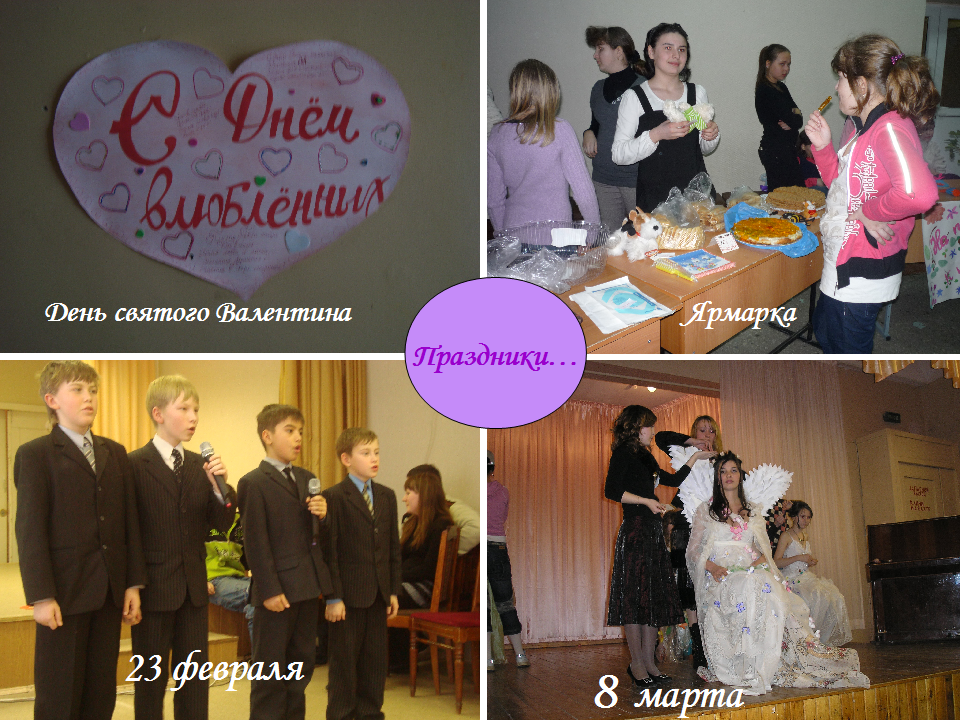 С Днём
влюблённых
День святого Валентина
Ярмарка
Праздники...
23 февраля
8 марта